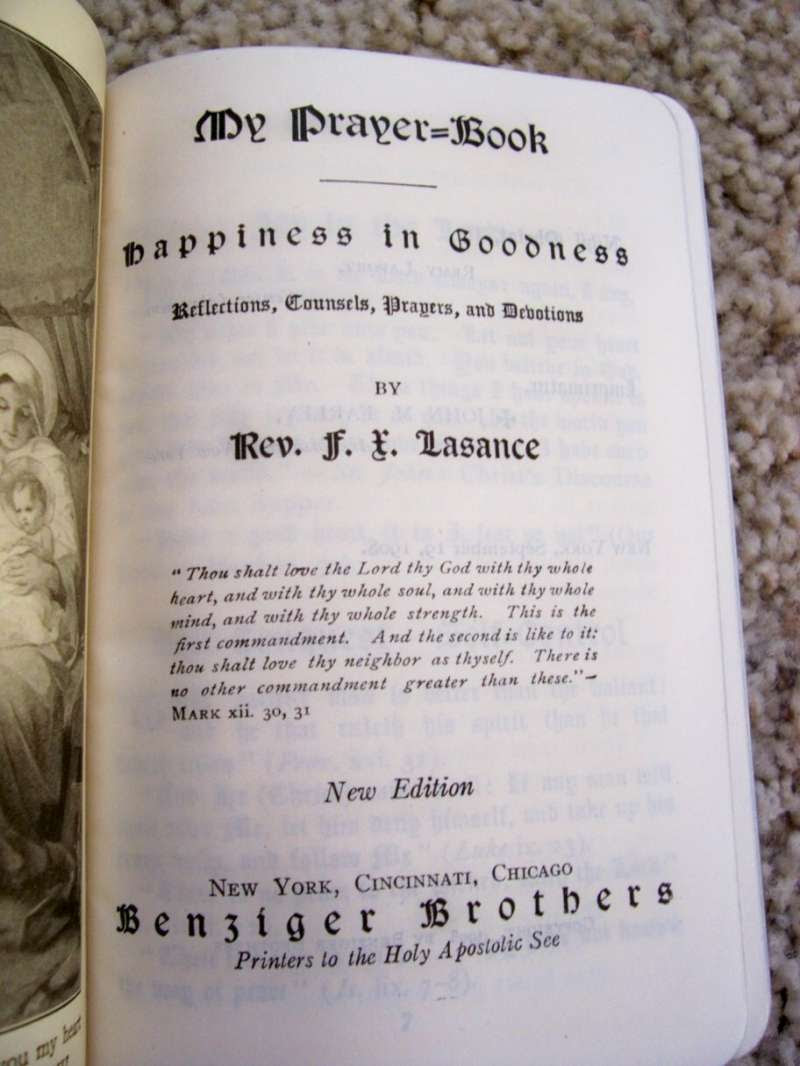 My Prayer=Book
Happiness in Goodness
Reflections, Counsels, Prayers, and Devotions
BY
Rev. F. X. Lasance
"Thou shalt love the Lord thy God with thy whole
heart, and with thy whole soul, and with thy whole
mind, and with thy whole strength. This is the
first commandment. And the second is like to it:
thou shalt love thy neighbor as thyself. There is
no other commandment greater than these."—
MARK xii. 30, 31
New Edition
NEW YORK, CINCINNATI, CHICAGO
Benziger Brothers
Printers to the Holy Apostolic See
7
you my heart